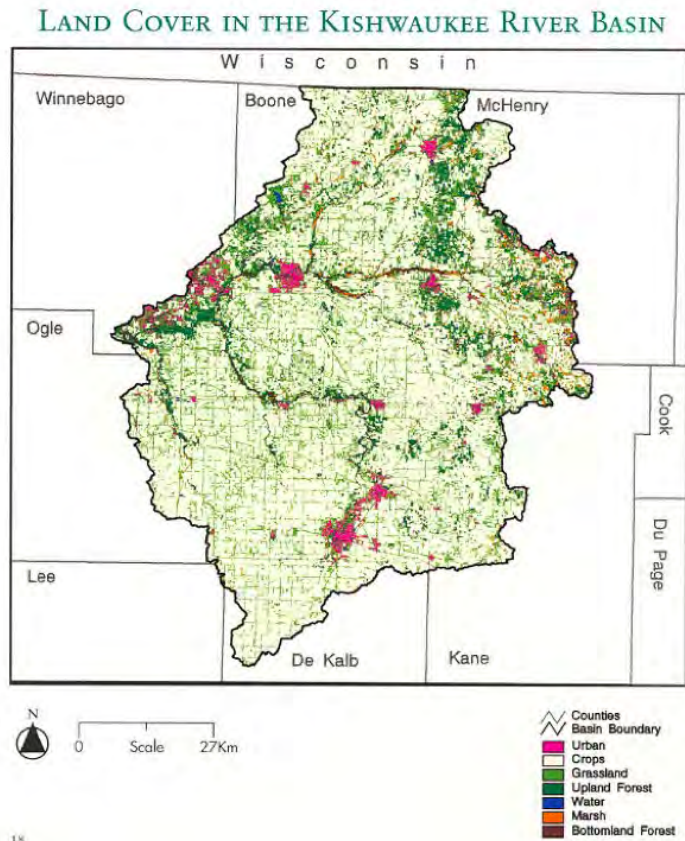 LAND COVER IN THE KISHWAUKEE RIVER BASIN
Wisconsin
Winnebago
Boone
McHenry
Ogle
Cook
Du Page
Lee
De Kalb
Kane
N
0 Scale 27Km
Counties
Basin Boundary
Urban
Crops
Grassland
Upland Forest
Water
Marsh
Bottomland Forest